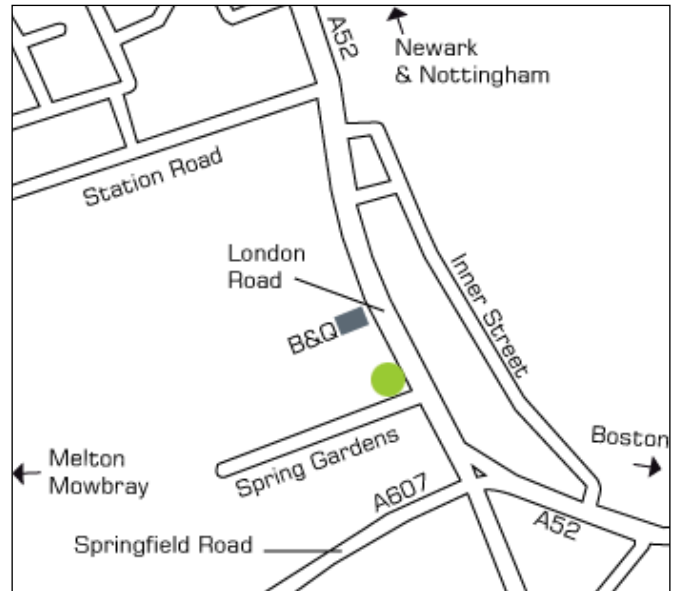 A52
Newark
& Nottingham
Station Road
London
Road
Inner Street
B&Q
Boston
Spring Gardens
Melton
Mowbray
A607
A52
Springfield Road